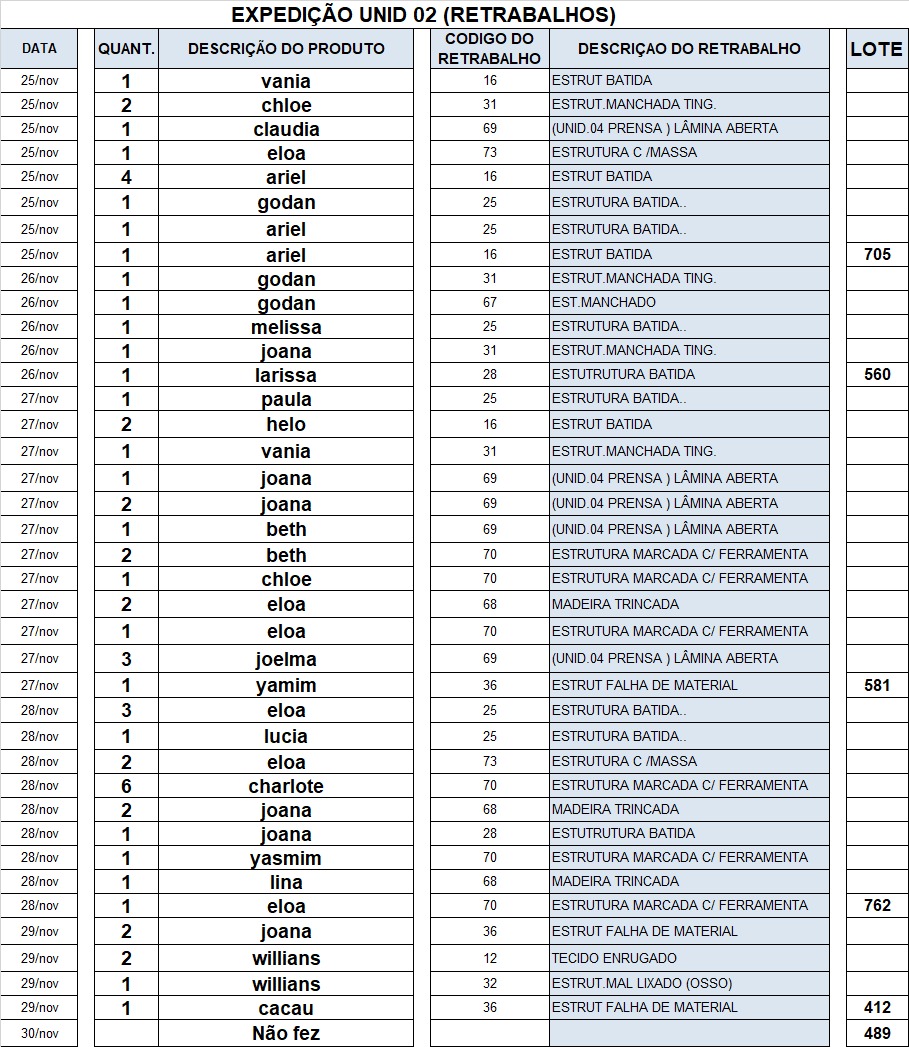 EXPEDIÇÃO UNID 02 (RETRABALHOS)
DATA QUANT. DESCRIÇÃO DO PRODUTO CODIGO DO RETRABALHO DESCRIÇAO DO RETRABALHO LOTE
25/nov 1 vania 16 ESTRUT BATIDA
25/nov 2 chloe 31 ESTRUT.MANCHADA TING.
25/nov 1 claudia 69 (UNID.04 PRENSA ) LÂMINA ABERTA
25/nov 1 eloa 73 ESTRUTURA C /MASSA
25/nov 4 ariel 16 ESTRUT BATIDA
25/nov 1 godan 25 ESTRUTURA BATIDA..
25/nov 1 ariel 25 ESTRUTURA BATIDA..
25/nov 1 ariel 16 ESTRUT BATIDA 705
26/nov 1 godan 31 ESTRUT.MANCHADA TING.
26/nov 1 godan 67 EST.MANCHADO
26/nov 1 melissa 25 ESTRUTURA BATIDA..
26/nov 1 joana 31 ESTRUT.MANCHADA TING.
26/nov 1 larissa 28 ESTUTRUTURA BATIDA 560
27/nov 1 paula 25 ESTRUTURA BATIDA..
27/nov 2 helo 16 ESTRUT BATIDA
27/nov 1 vania 31 ESTRUT.MANCHADA TING.
27/nov 1 joana 69 (UNID.04 PRENSA ) LÂMINA ABERTA
27/nov 2 joana 69 (UNID.04 PRENSA ) LÂMINA ABERTA
27/nov 1 beth 69 (UNID.04 PRENSA ) LÂMINA ABERTA
27/nov 2 beth 70 ESTRUTURA MARCADA C/ FERRAMENTA
27/nov 1 chloe 70 ESTRUTURA MARCADA C/ FERRAMENTA
27/nov 2 eloa 68 MADEIRA TRINCADA
27/nov 1 eloa 70 ESTRUTURA MARCADA C/ FERRAMENTA
27/nov 3 joelma 69 (UNID.04 PRENSA ) LÂMINA ABERTA
27/nov 1 yamim 36 ESTRUT FALHA DE MATERIAL 581
28/nov 3 eloa 25 ESTRUTURA BATIDA..
28/nov 1 lucia 25 ESTRUTURA BATIDA..
28/nov 2 eloa 73 ESTRUTURA C /MASSA
28/nov 6 charlote 70 ESTRUTURA MARCADA C/ FERRAMENTA
28/nov 2 joana 68 MADEIRA TRINCADA
28/nov 1 joana 28 ESTUTRUTURA BATIDA
28/nov 1 yasmim 70 ESTRUTURA MARCADA C/ FERRAMENTA
28/nov 1 lina 68 MADEIRA TRINCADA
28/nov 1 eloa 70 ESTRUTURA MARCADA C/ FERRAMENTA 762
29/nov 2 joana 36 ESTRUT FALHA DE MATERIAL
29/nov 2 willians 12 TECIDO ENRUGADO
29/nov 1 willians 32 ESTRUT.MAL LIXADO (OSSO)
29/nov 1 cacau 36 ESTRUT FALHA DE MATERIAL 412
30/nov Não fez 489